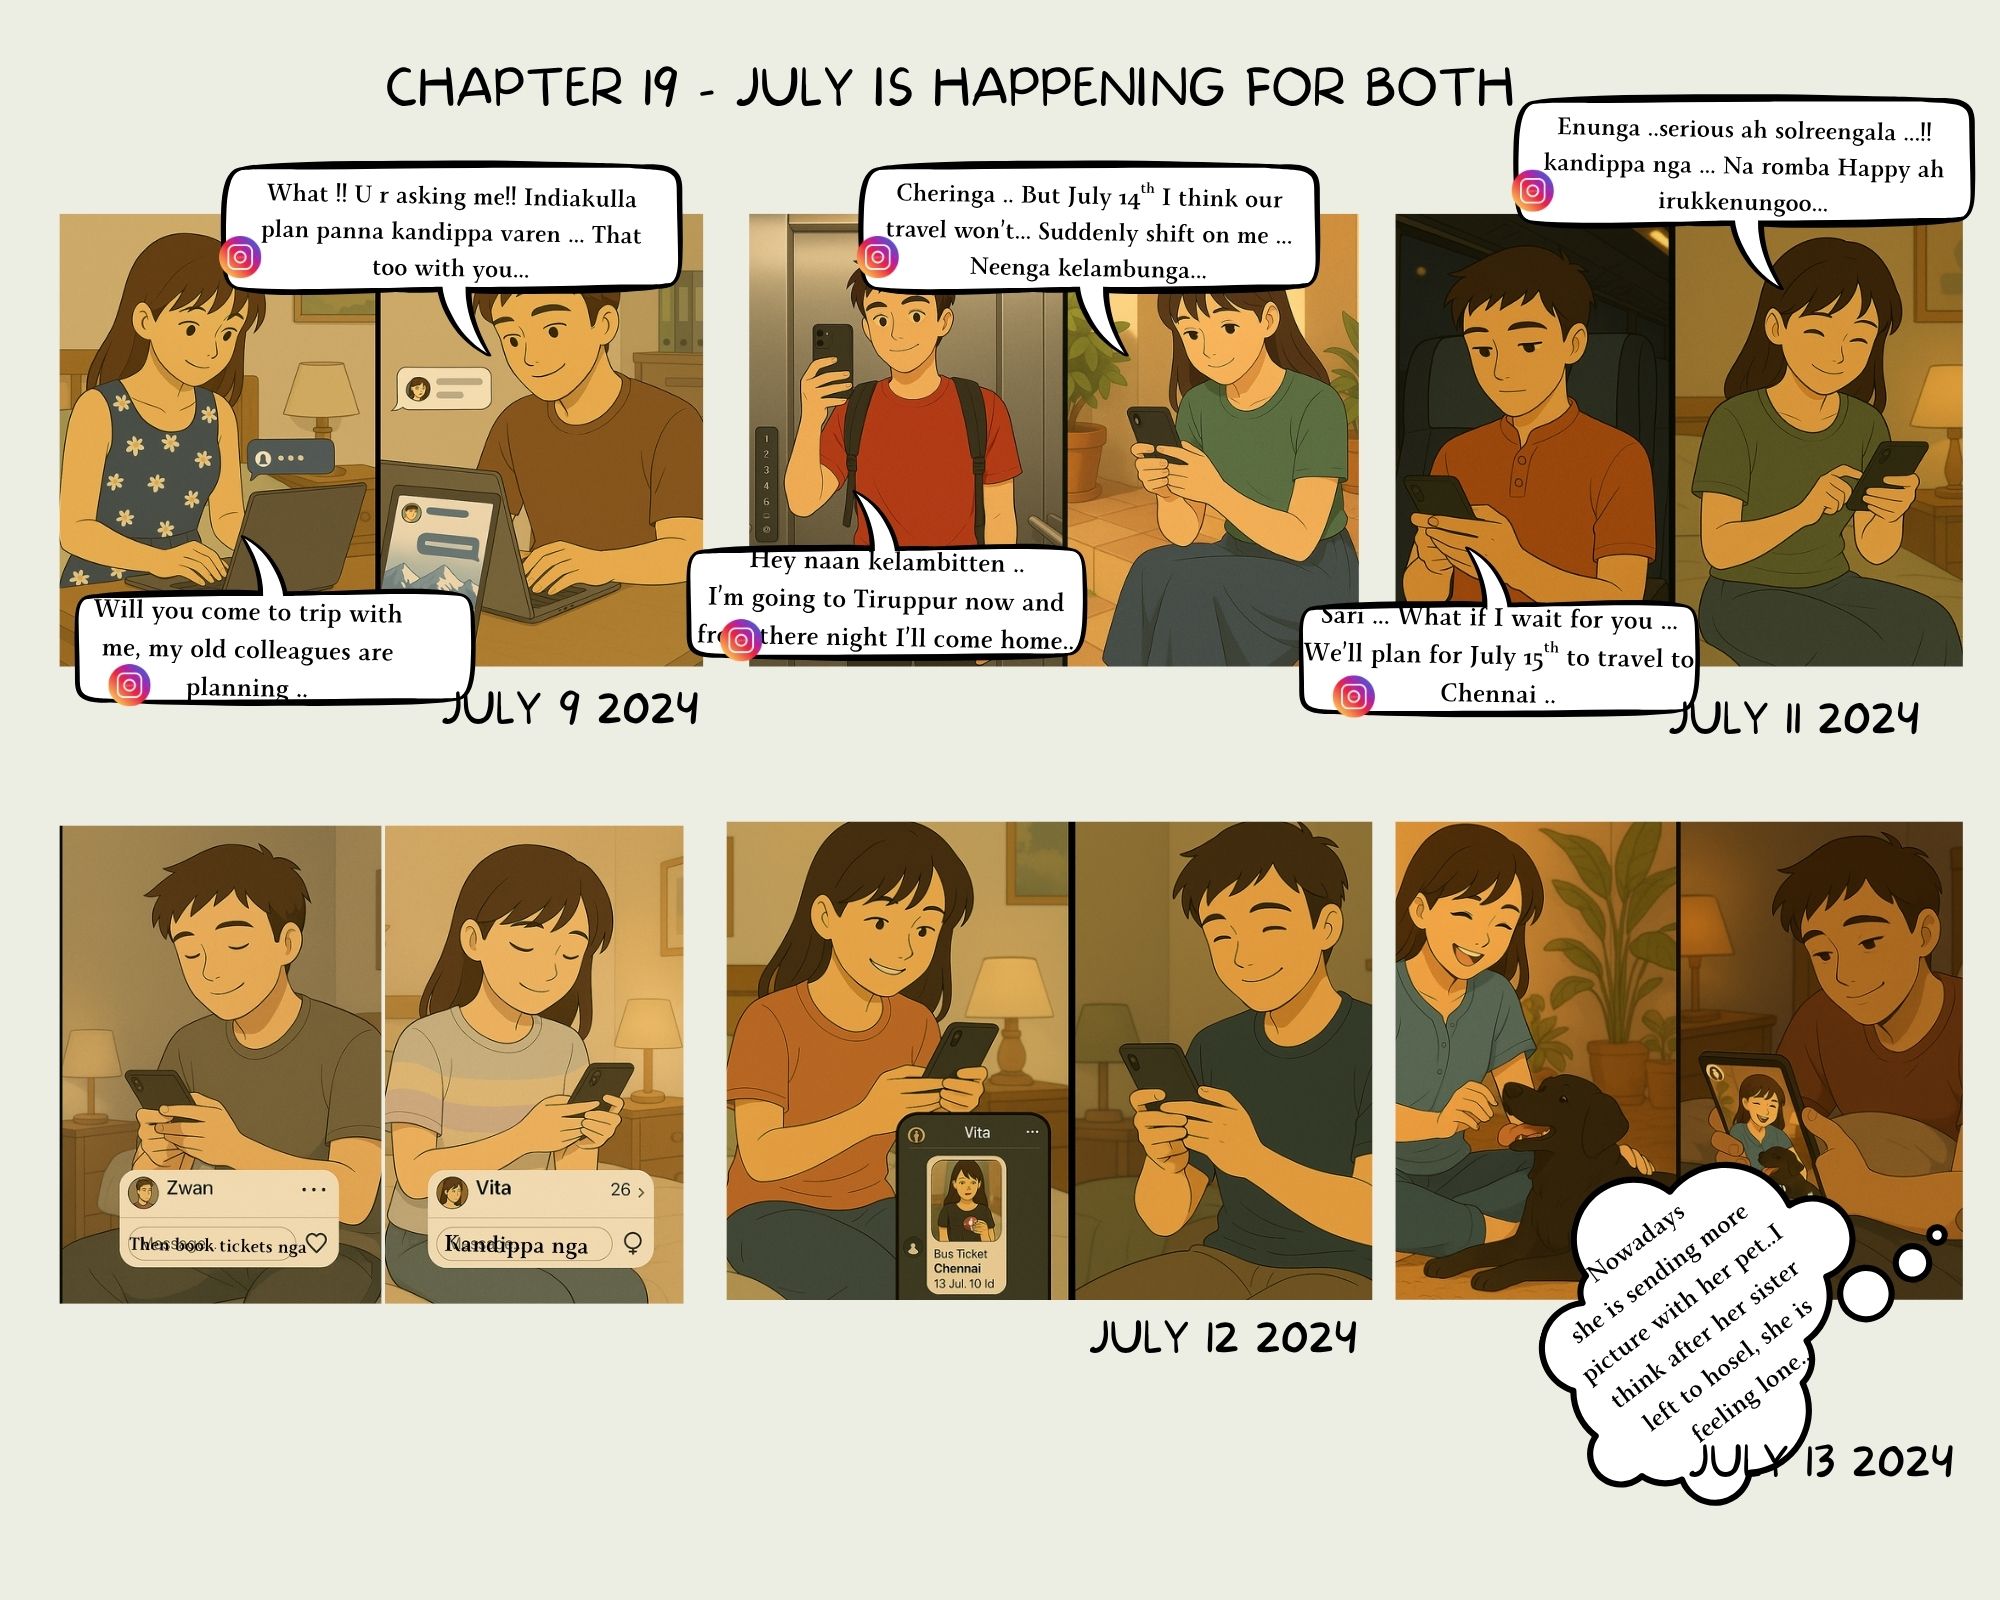 CHAPTER 19 - JULY IS HAPPENING FOR BOTH
What !! U r asking me!! Indiakulla
plan panna kandippa varen ... That
too with you...
Will you come to trip with
me, my old colleagues are
planning ..
JULY 9 2024
Cheringa .. But July 14th I think our
travel won't... Suddenly shift on me ...
Neenga kelambunga...
Hey naan kelambitten ..
I'm going to Tiruppur now and
there night I'll come home..
1
2
3
4
6
Enunga ..serious ah solreengala ...!!
kandippa nga ... Na romba Happy ah
irukkenungoo...
Sari ... What if I wait for you ...
We'll plan for July 15th to travel to
Chennai ..
JULY 11 2024
Zwan
Then book tickets nga
Vita
26 >
Kandippa nga
Vita
Bus Ticket
Chennai
13 Jul. 10 Id
JULY 12 2024
Nowadays
she is sending more
picture with her pet..I
think after her sister
left to hosel, she is
feeling lone..
JULY 13 2024